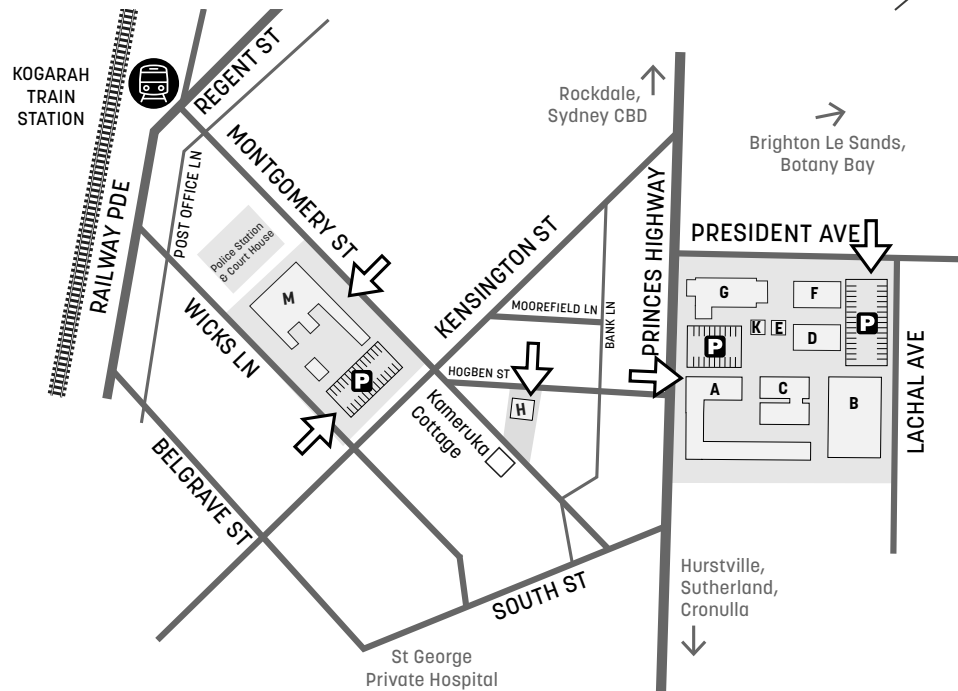 KOGARAH
TRAIN
STATION
REGENT ST
MONTGOMERY ST
POST OFFICE LN
RAILWAY PDE
Police Station
& Court House
WICKS LN
BELGRAVE ST
M
P
KENSINGTON ST
Rockdale,
Sydney CBD
Brighton Le Sands,
Botany Bay
PRINCES HIGHWAY
PRESIDENT AVE
MOOREFIELD LN
BANK LN
HOGBEN ST
H
Kameruka
Cottage
G
F
K
E
D
P
P
A
C
B
LACHAL AVE
SOUTH ST
Hurstville,
Sutherland,
Cronulla
St George
Private Hospital